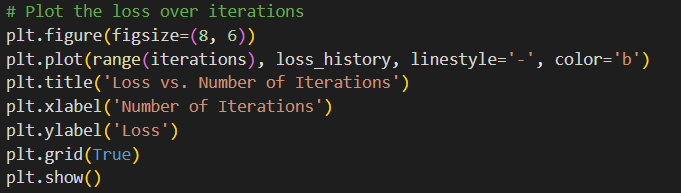 # Plot the loss over iterations
plt.figure(figsize=(8, 6))
plt.plot(range(iterations), loss_history, linestyle='-', color='b')
plt.title('Loss vs. Number of Iterations')
plt.xlabel('Number of Iterations')
plt.ylabel('Loss')
plt.grid(True)
plt.show()